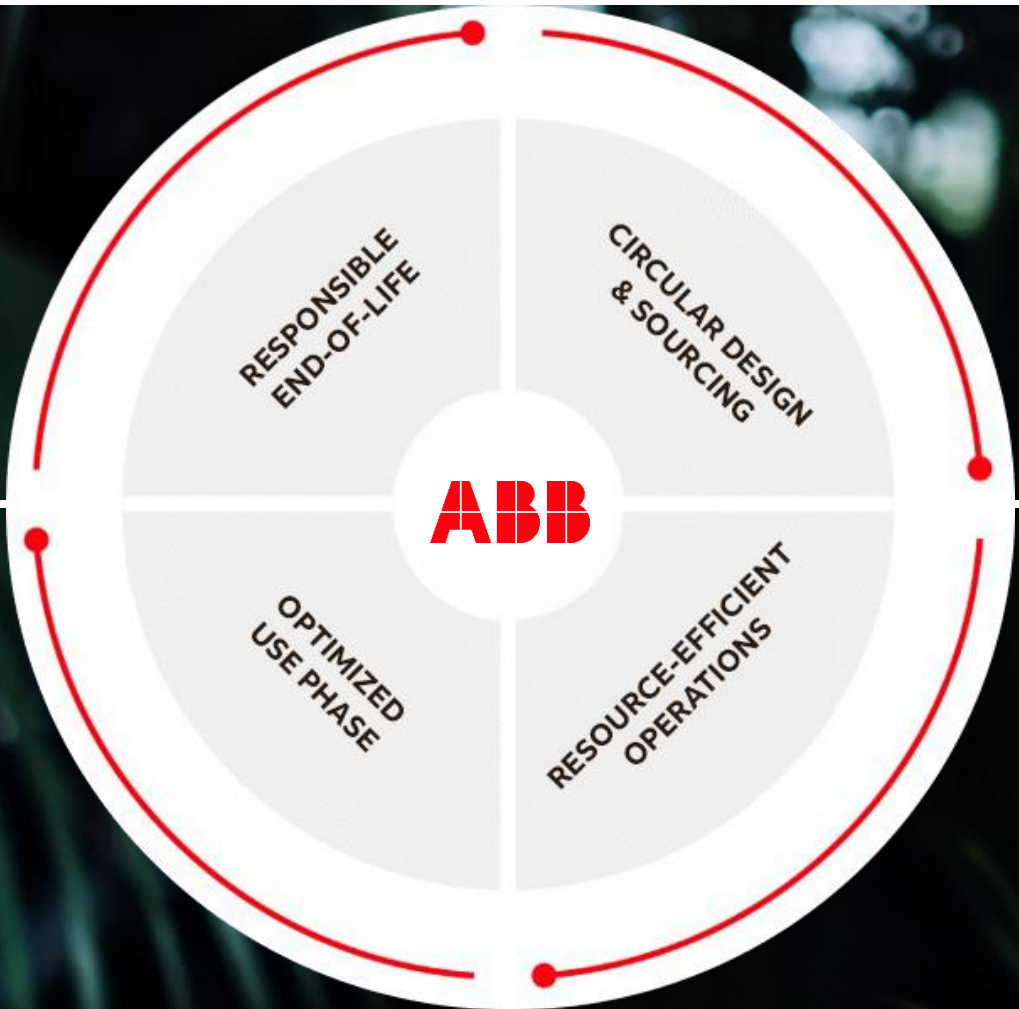 RESPONSIBLE
END-OF-LIFE
CIRCULAR DESIGN
& SOURCING
ABB
OPTIMIZED
USE PHASE
RESOURCE-EFFICIENT
OPERATIONS